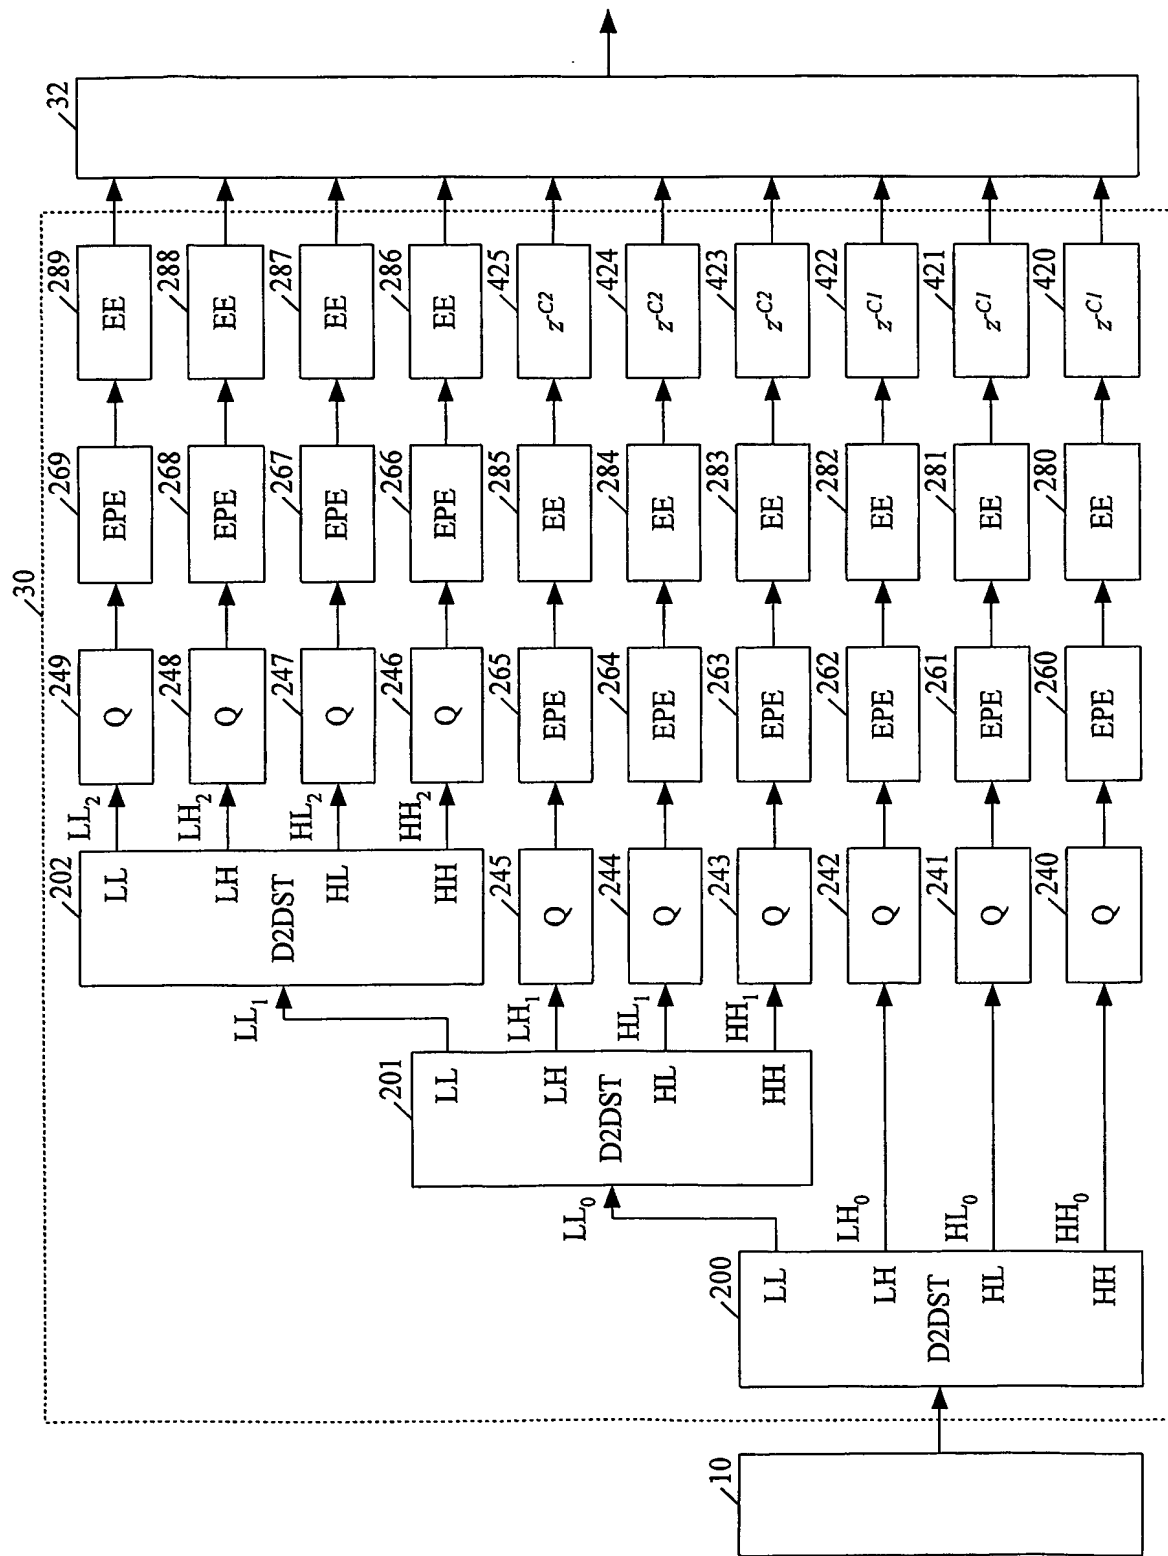 30
32
202
LL
LH
D2DST
HL
HH
LL₂
249
Q
269
EPE
289
EE
LH₂
248
Q
268
EPE
288
EE
HL₂
247
Q
267
EPE
287
EE
HH₂
246
Q
266
EPE
286
EE
LL₁
201
LL
LH
D2DST
HL
HH
LH₁
245
Q
265
EPE
285
EE
425
z⁻ᶜ²
HL₁
244
Q
264
EPE
284
EE
424
z⁻ᶜ²
HH₁
243
Q
263
EPE
283
EE
423
z⁻ᶜ²
LL₀
200
LL
LH
D2DST
HL
HH
LH₀
242
Q
262
EPE
282
EE
422
z⁻ᶜ¹
HL₀
241
Q
261
EPE
281
EE
421
z⁻ᶜ¹
HH₀
240
Q
260
EPE
280
EE
420
z⁻ᶜ¹
10